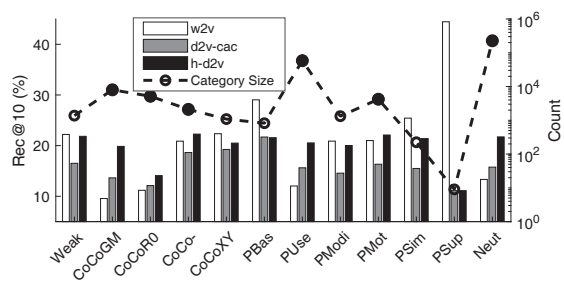 w2v
d2v-cac
h-d2v
Category Size
Rec@10 (%)
40
30
20
10
10^6
10^4
10^2
10^0
Count
Weak
CoCoGM
CoCoR0
CoCo-
CoCoXY
PBas
PUse
PModi
PMot
PSim
PSup
Neut